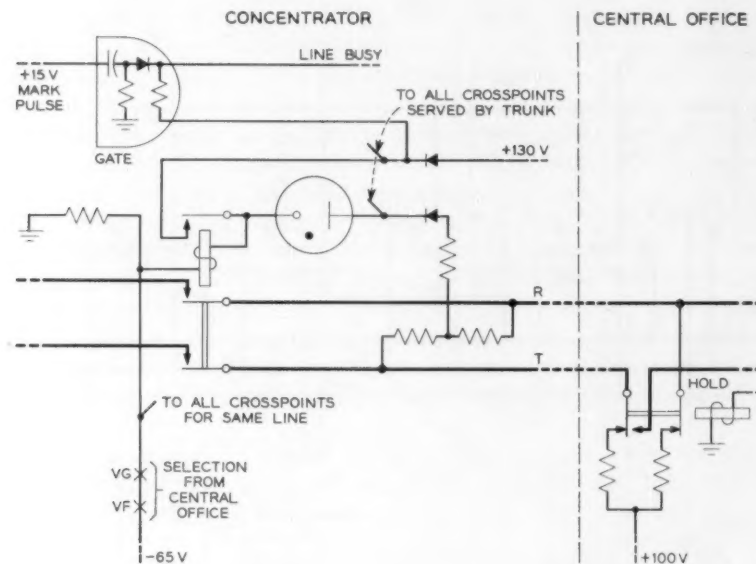 CONCENTRATOR
CENTRAL OFFICE
+15 V
MARK
PULSE
LINE BUSY
GATE
TO ALL CROSSPOINTS
SERVED BY TRUNK
+130 V
R
T
HOLD
TO ALL CROSSPOINTS
FOR SAME LINE
VG
VF
SELECTION
FROM
CENTRAL
OFFICE
-65 V
+100 V